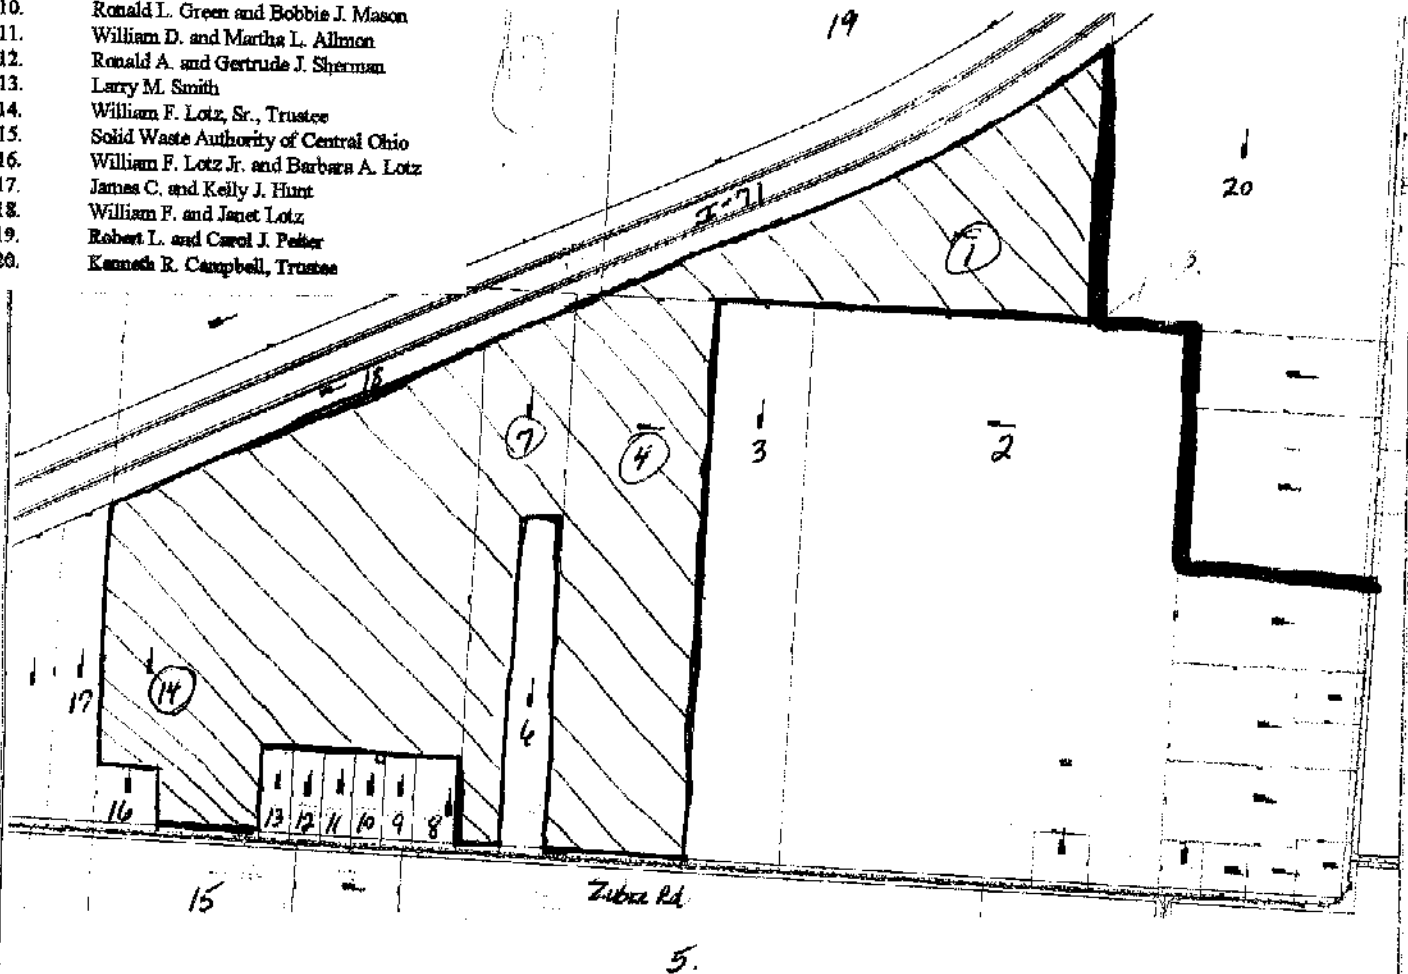 10. Ronald L. Green and Bobbie J. Mason
11. William D. and Martha L. Allmon
12. Ronald A. and Gertrude J. Sherman
13. Larry M. Smith
14. William F. Lotz, Sr., Trustee
15. Solid Waste Authority of Central Ohio
16. William F. Lotz Jr. and Barbara A. Lotz
17. James C. and Kelly J. Hunt
18. William F. and Janet Lotz
19. Robert L. and Carol J.
20. Kenneth R. Campbell, Trustee
19
I-71
20
1
3.
18
7
4
3
2
14
17
6
16
13 12 11 10 9 8
15
Rd
5.